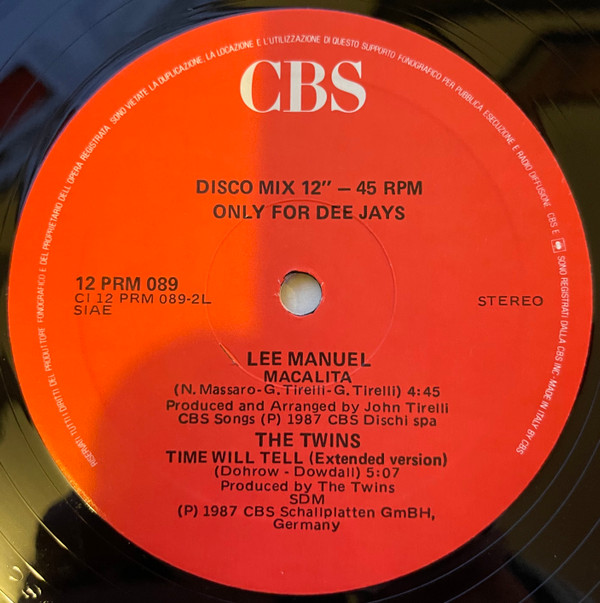 RISERVATI TUTTI I DIRITTI DEL PRODUTTORE FONOGRAFICO E DEL PROPRIETARIO DELL'OPERA REGISTRATA. SONO VIETATE LA DUPLICAZIONE, LA LOCAZIONE E L'UTILIZZAZIONE DI QUESTO SUPPORTO FONOGRAFICO PER PUBBLICA ESECUZIONE E RADIO DIFFUSIONE. CBS E SONO REGISTRATI DALLA CBS INC. MADE IN ITALY BY CBS
CBS
DISCO MIX 12" – 45 RPM
ONLY FOR DEE JAYS
12 PRM 089
CI 12 PRM 089-2L
SIAE
STEREO
LEE MANUEL
MACALITA
(N. Massaro-G. Tirelli-G. Tirelli) 4:45
Produced and Arranged by John Tirelli
CBS Songs (P) 1987 CBS Dischi spa
THE TWINS
TIME WILL TELL (Extended version)
(Dohrow - Dowdall) 5:07
Produced by The Twins
SDM
(P) 1987 CBS Schallplatten GmBH,
Germany